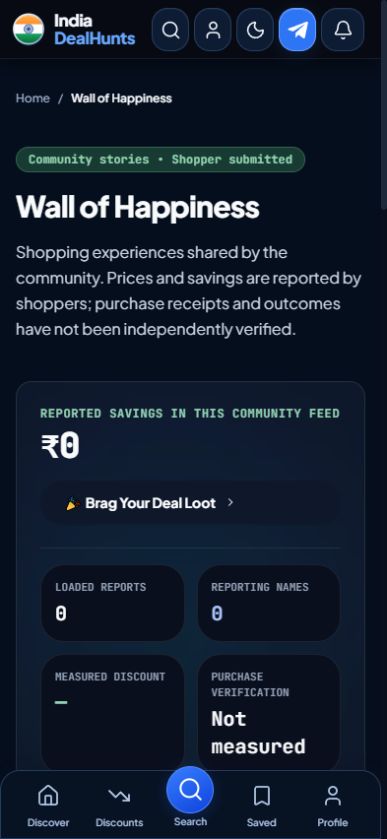 India
DealHunts
Home / Wall of Happiness
Community stories • Shopper submitted
Wall of Happiness
Shopping experiences shared by the
community. Prices and savings are reported by
shoppers; purchase receipts and outcomes
have not been independently verified.
REPORTED SAVINGS IN THIS COMMUNITY FEED
₹0
🎉 Brag Your Deal Loot >
LOADED REPORTS
0
REPORTING NAMES
0
MEASURED DISCOUNT
—
PURCHASE
VERIFICATION
Not
measured
Discover
Discounts
Search
Saved
Profile